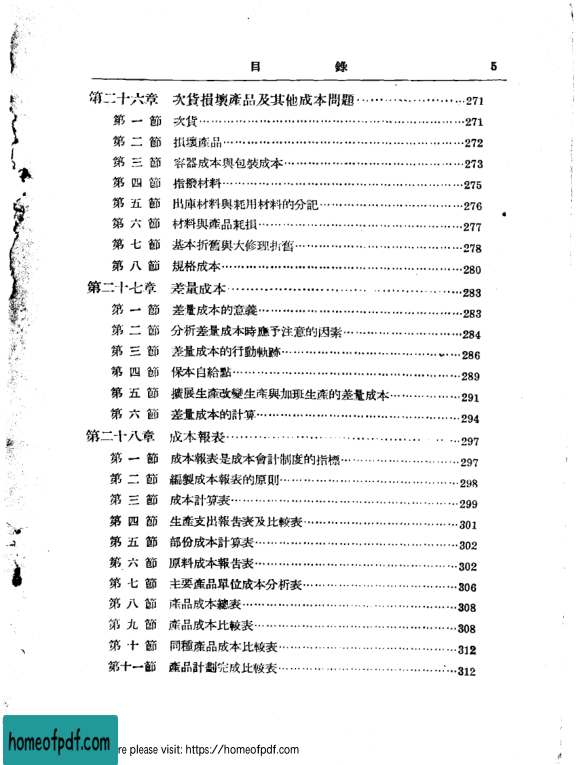 目　錄　5
第二十六章　次貨損壞產品及其他成本問題……………………271
第一節　次貨……………………271
第二節　損壞產品……………………272
第三節　容器成本與包裝成本……………………273
第四節　指撥材料……………………275
第五節　出庫材料與耗用材料的分記……………………276
第六節　材料與產品耗損……………………277
第七節　基本折舊與大修理折舊……………………278
第八節　規格成本……………………280
第二十七章　差量成本……………………283
第一節　差量成本的意義……………………283
第二節　分析差量成本時應予注意的因素……………………284
第三節　差量成本的行動軌跡……………………286
第四節　保本自給點……………………289
第五節　擴展生產改變生產與加班生產的差量成本……………………291
第六節　差量成本的計算……………………294
第二十八章　成本報表……………………297
第一節　成本報表是成本會計制度的指標……………………297
第二節　編製成本報表的原則……………………298
第三節　成本計算表……………………299
第四節　生產支出報告表及比較表……………………301
第五節　部份成本計算表……………………302
第六節　原料成本報告表……………………302
第七節　主要產品單位成本分析表……………………306
第八節　產品成本總表……………………308
第九節　產品成本比較表……………………308
第十節　同種產品成本比較表……………………312
第十一節　產品計劃完成比較表……………………312
homeofpdf.com
re please visit: https://homeofpdf.com